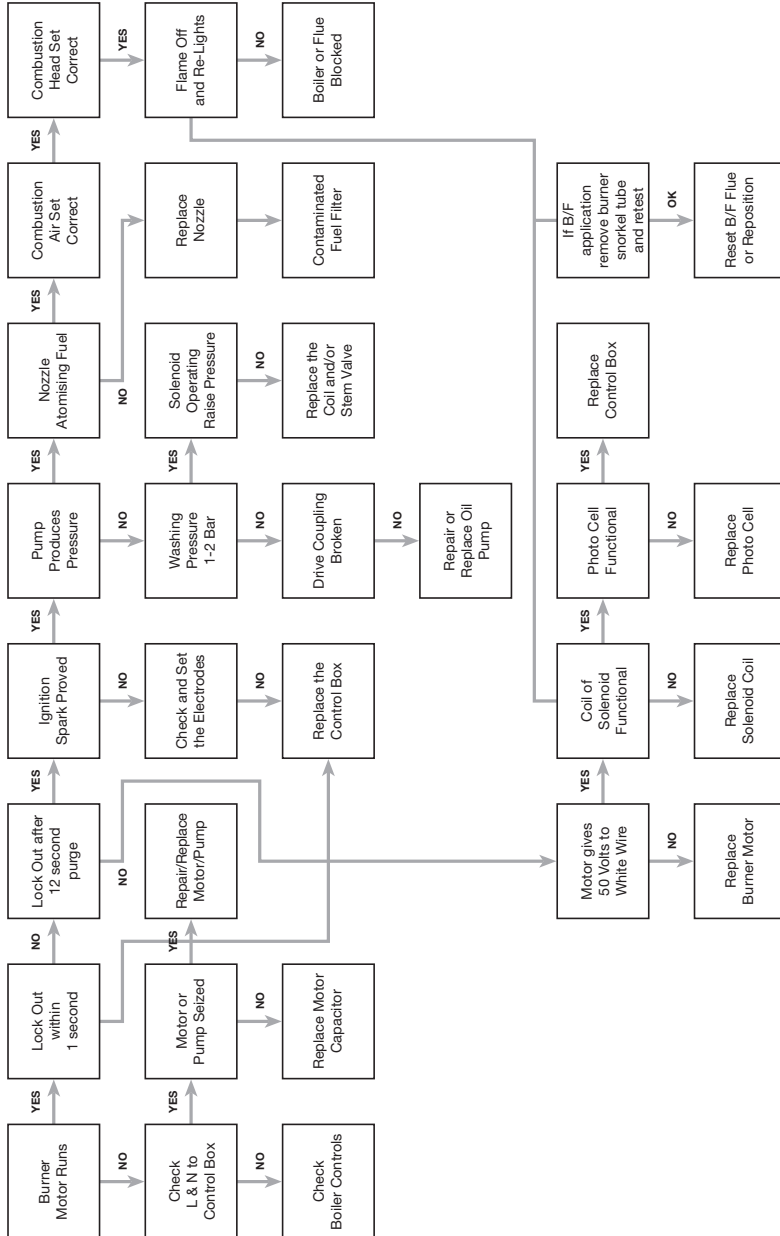 Burner
Motor Runs
YES
Lock Out
within
1 second
NO
Lock Out after
12 second
purge
YES
Ignition
Spark Proved
YES
Pump
Produces
Pressure
YES
Nozzle
Atomising Fuel
YES
Combustion
Air Set
Correct
YES
Combustion
Head Set
Correct
NO
NO
NO
NO
NO
YES
Check
L & N to
Control Box
YES
Motor or
Pump Seized
YES
Repair/Replace
Motor/Pump
Check and Set
the Electrodes
Washing
Pressure
1-2 Bar
YES
Solenoid
Operating
Raise Pressure
Replace
Nozzle
Flame Off
and Re-Lights
NO
NO
NO
NO
NO
NO
Check
Boiler Controls
Replace Motor
Capacitor
Replace the
Control Box
Drive Coupling
Broken
Replace the
Coil and/or
Stem Valve
Contaminated
Fuel Filter
Boiler or Flue
Blocked
NO
Repair or
Replace Oil
Pump
Motor gives
50 Volts to
White Wire
YES
Coil of
Solenoid
Functional
YES
Photo Cell
Functional
YES
Replace
Control Box
If B/F
application
remove burner
snorkel tube
and retest
NO
NO
NO
OK
Replace
Burner Motor
Replace
Solenoid Coil
Replace
Photo Cell
Reset B/F Flue
or Reposition